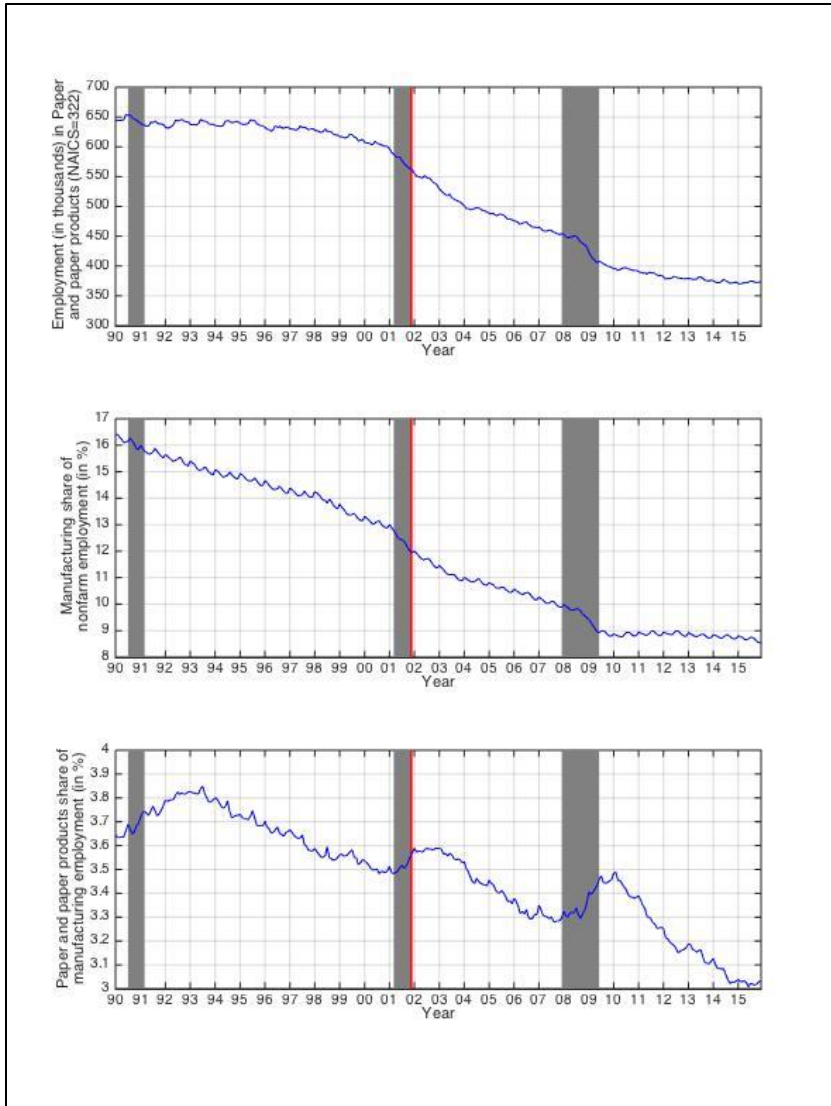 Employment (in thousands) in Paper
and paper products (NAICS=322)
700
650
600
550
500
450
400
350
300
90 91 92 93 94 95 96 97 98 99 00 01 02 03 04 05 06 07 08 09 10 11 12 13 14 15
Year
Manufacturing share of
nonfarm employment (in %)
17
16
15
14
13
12
11
10
9
8
90 91 92 93 94 95 96 97 98 99 00 01 02 03 04 05 06 07 08 09 10 11 12 13 14 15
Year
Paper and paper products share of
manufacturing employment (in %)
4
3.9
3.8
3.7
3.6
3.5
3.4
3.3
3.2
3.1
3
90 91 92 93 94 95 96 97 98 99 00 01 02 03 04 05 06 07 08 09 10 11 12 13 14 15
Year